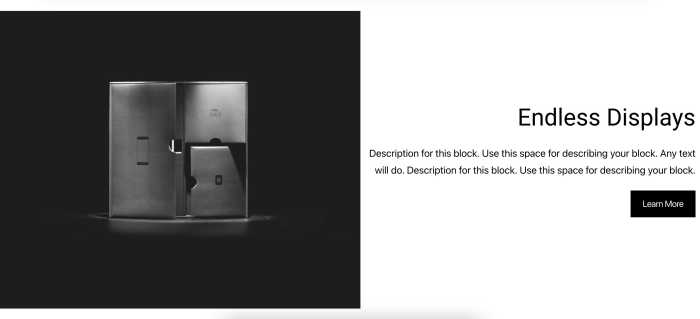 Endless Displays
Description for this block. Use this space for describing your block. Any text
will do. Description for this block. Use this space for describing your block.
Learn More